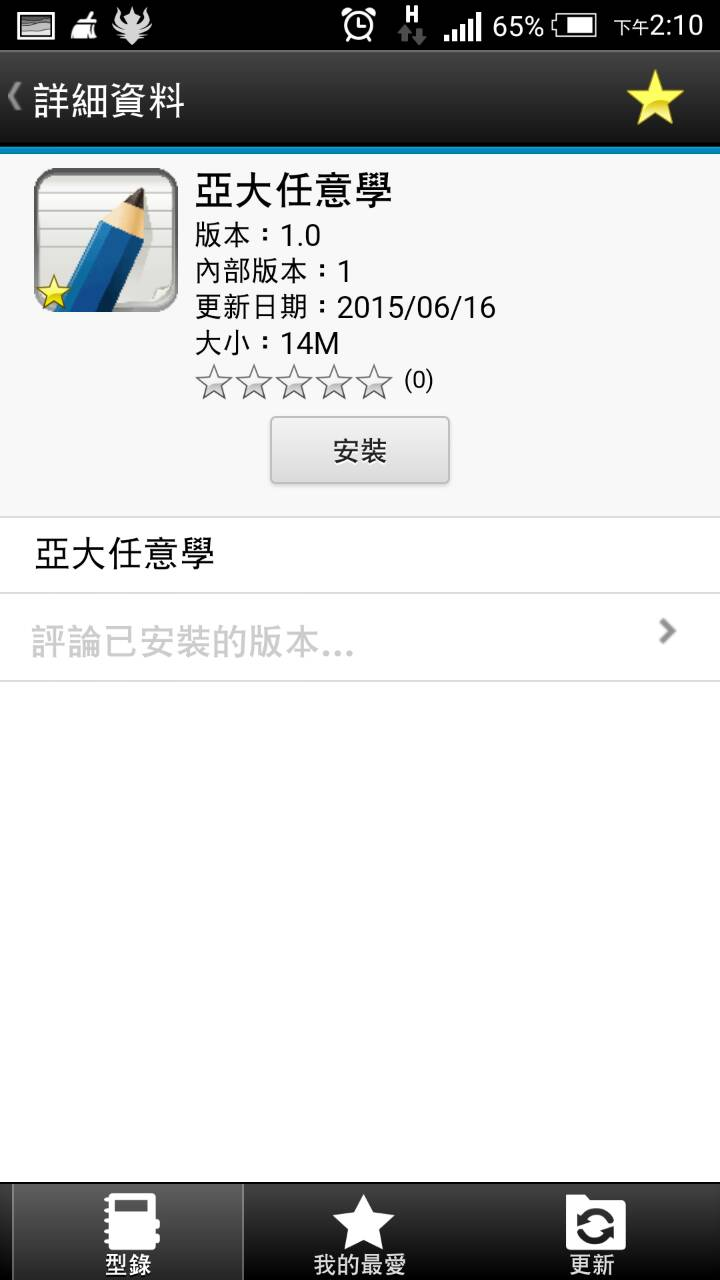 H
65%
下午2:10
詳細資料
亞大任意學
版本：1.0
內部版本：1
更新日期：2015/06/16
大小：14M
(0)
安裝
亞大任意學
評論已安裝的版本...
型錄
我的最愛
更新